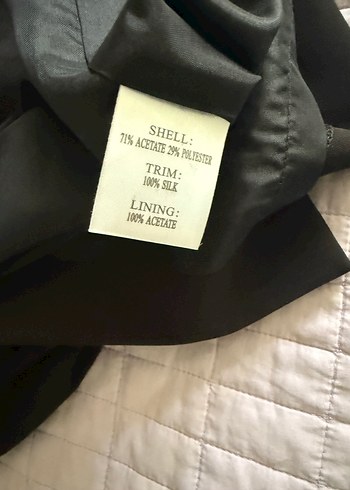 SHELL:
71% ACETATE 29% POLYESTER
TRIM:
100% SILK
LINING:
100% ACETATE